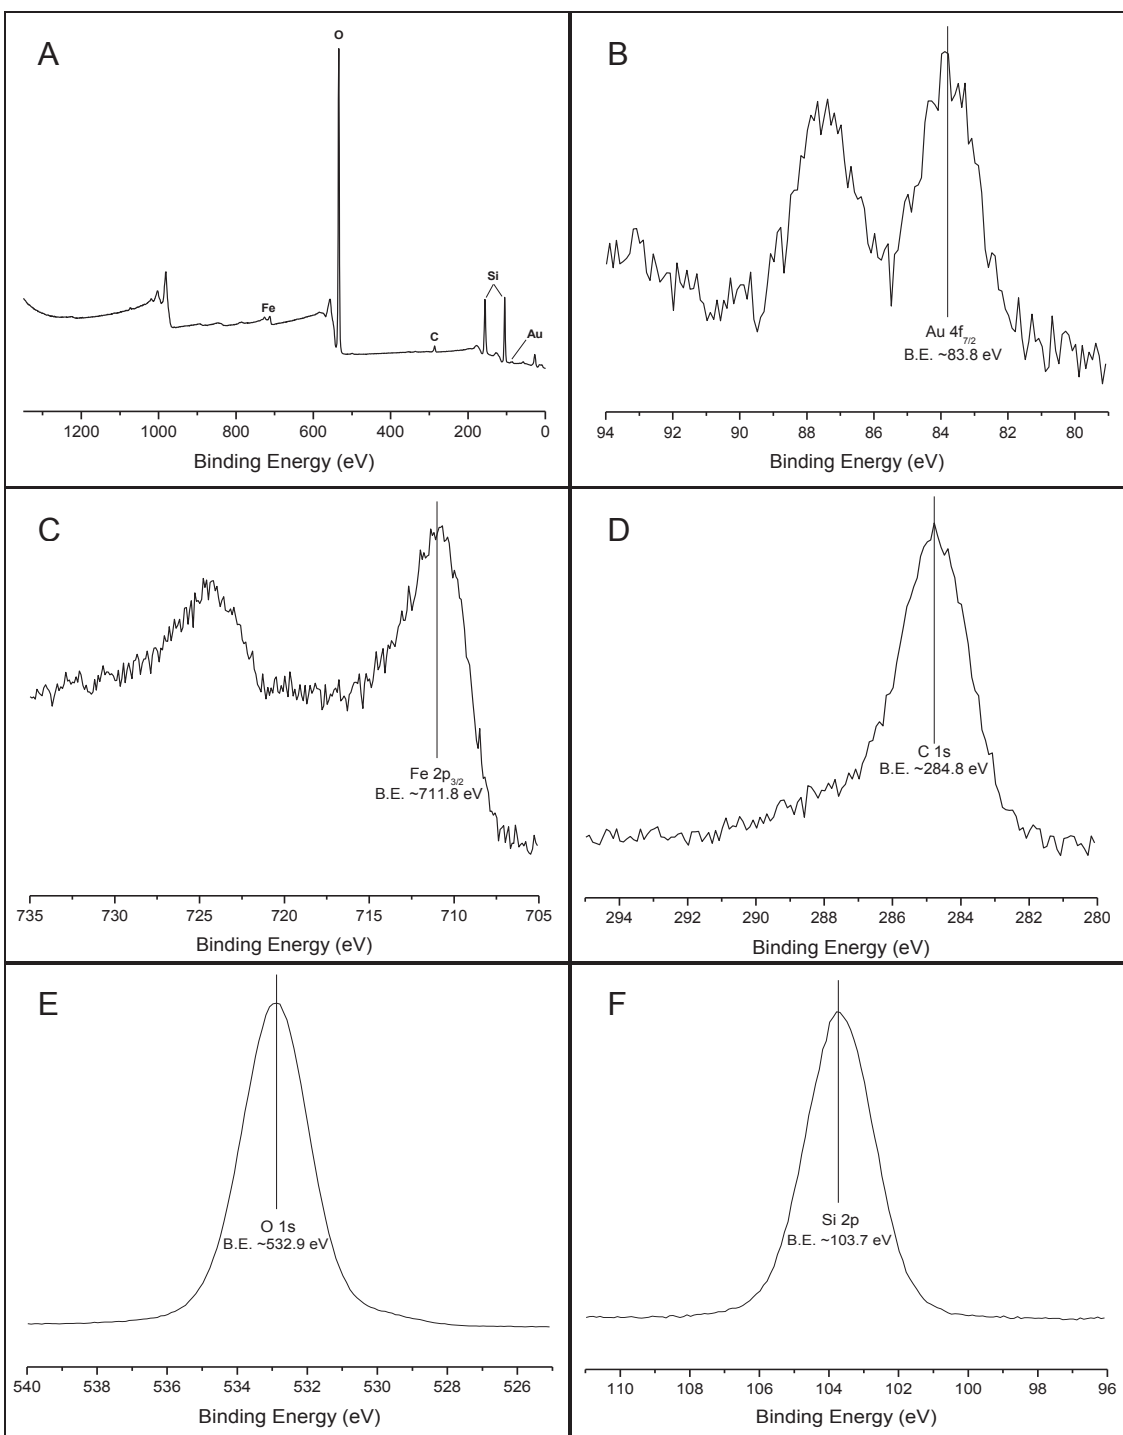 A
O
Fe
C
Si
Au
1200 1000 800 600 400 200 0
Binding Energy (eV)
B
Au 4f7/2
B.E. ~83.8 eV
94 92 90 88 86 84 82 80
Binding Energy (eV)
C
Fe 2p3/2
B.E. ~711.8 eV
735 730 725 720 715 710 705
Binding Energy (eV)
D
C 1s
B.E. ~284.8 eV
294 292 290 288 286 284 282 280
Binding Energy (eV)
E
O 1s
B.E. ~532.9 eV
540 538 536 534 532 530 528 526
Binding Energy (eV)
F
Si 2p
B.E. ~103.7 eV
110 108 106 104 102 100 98 96
Binding Energy (eV)